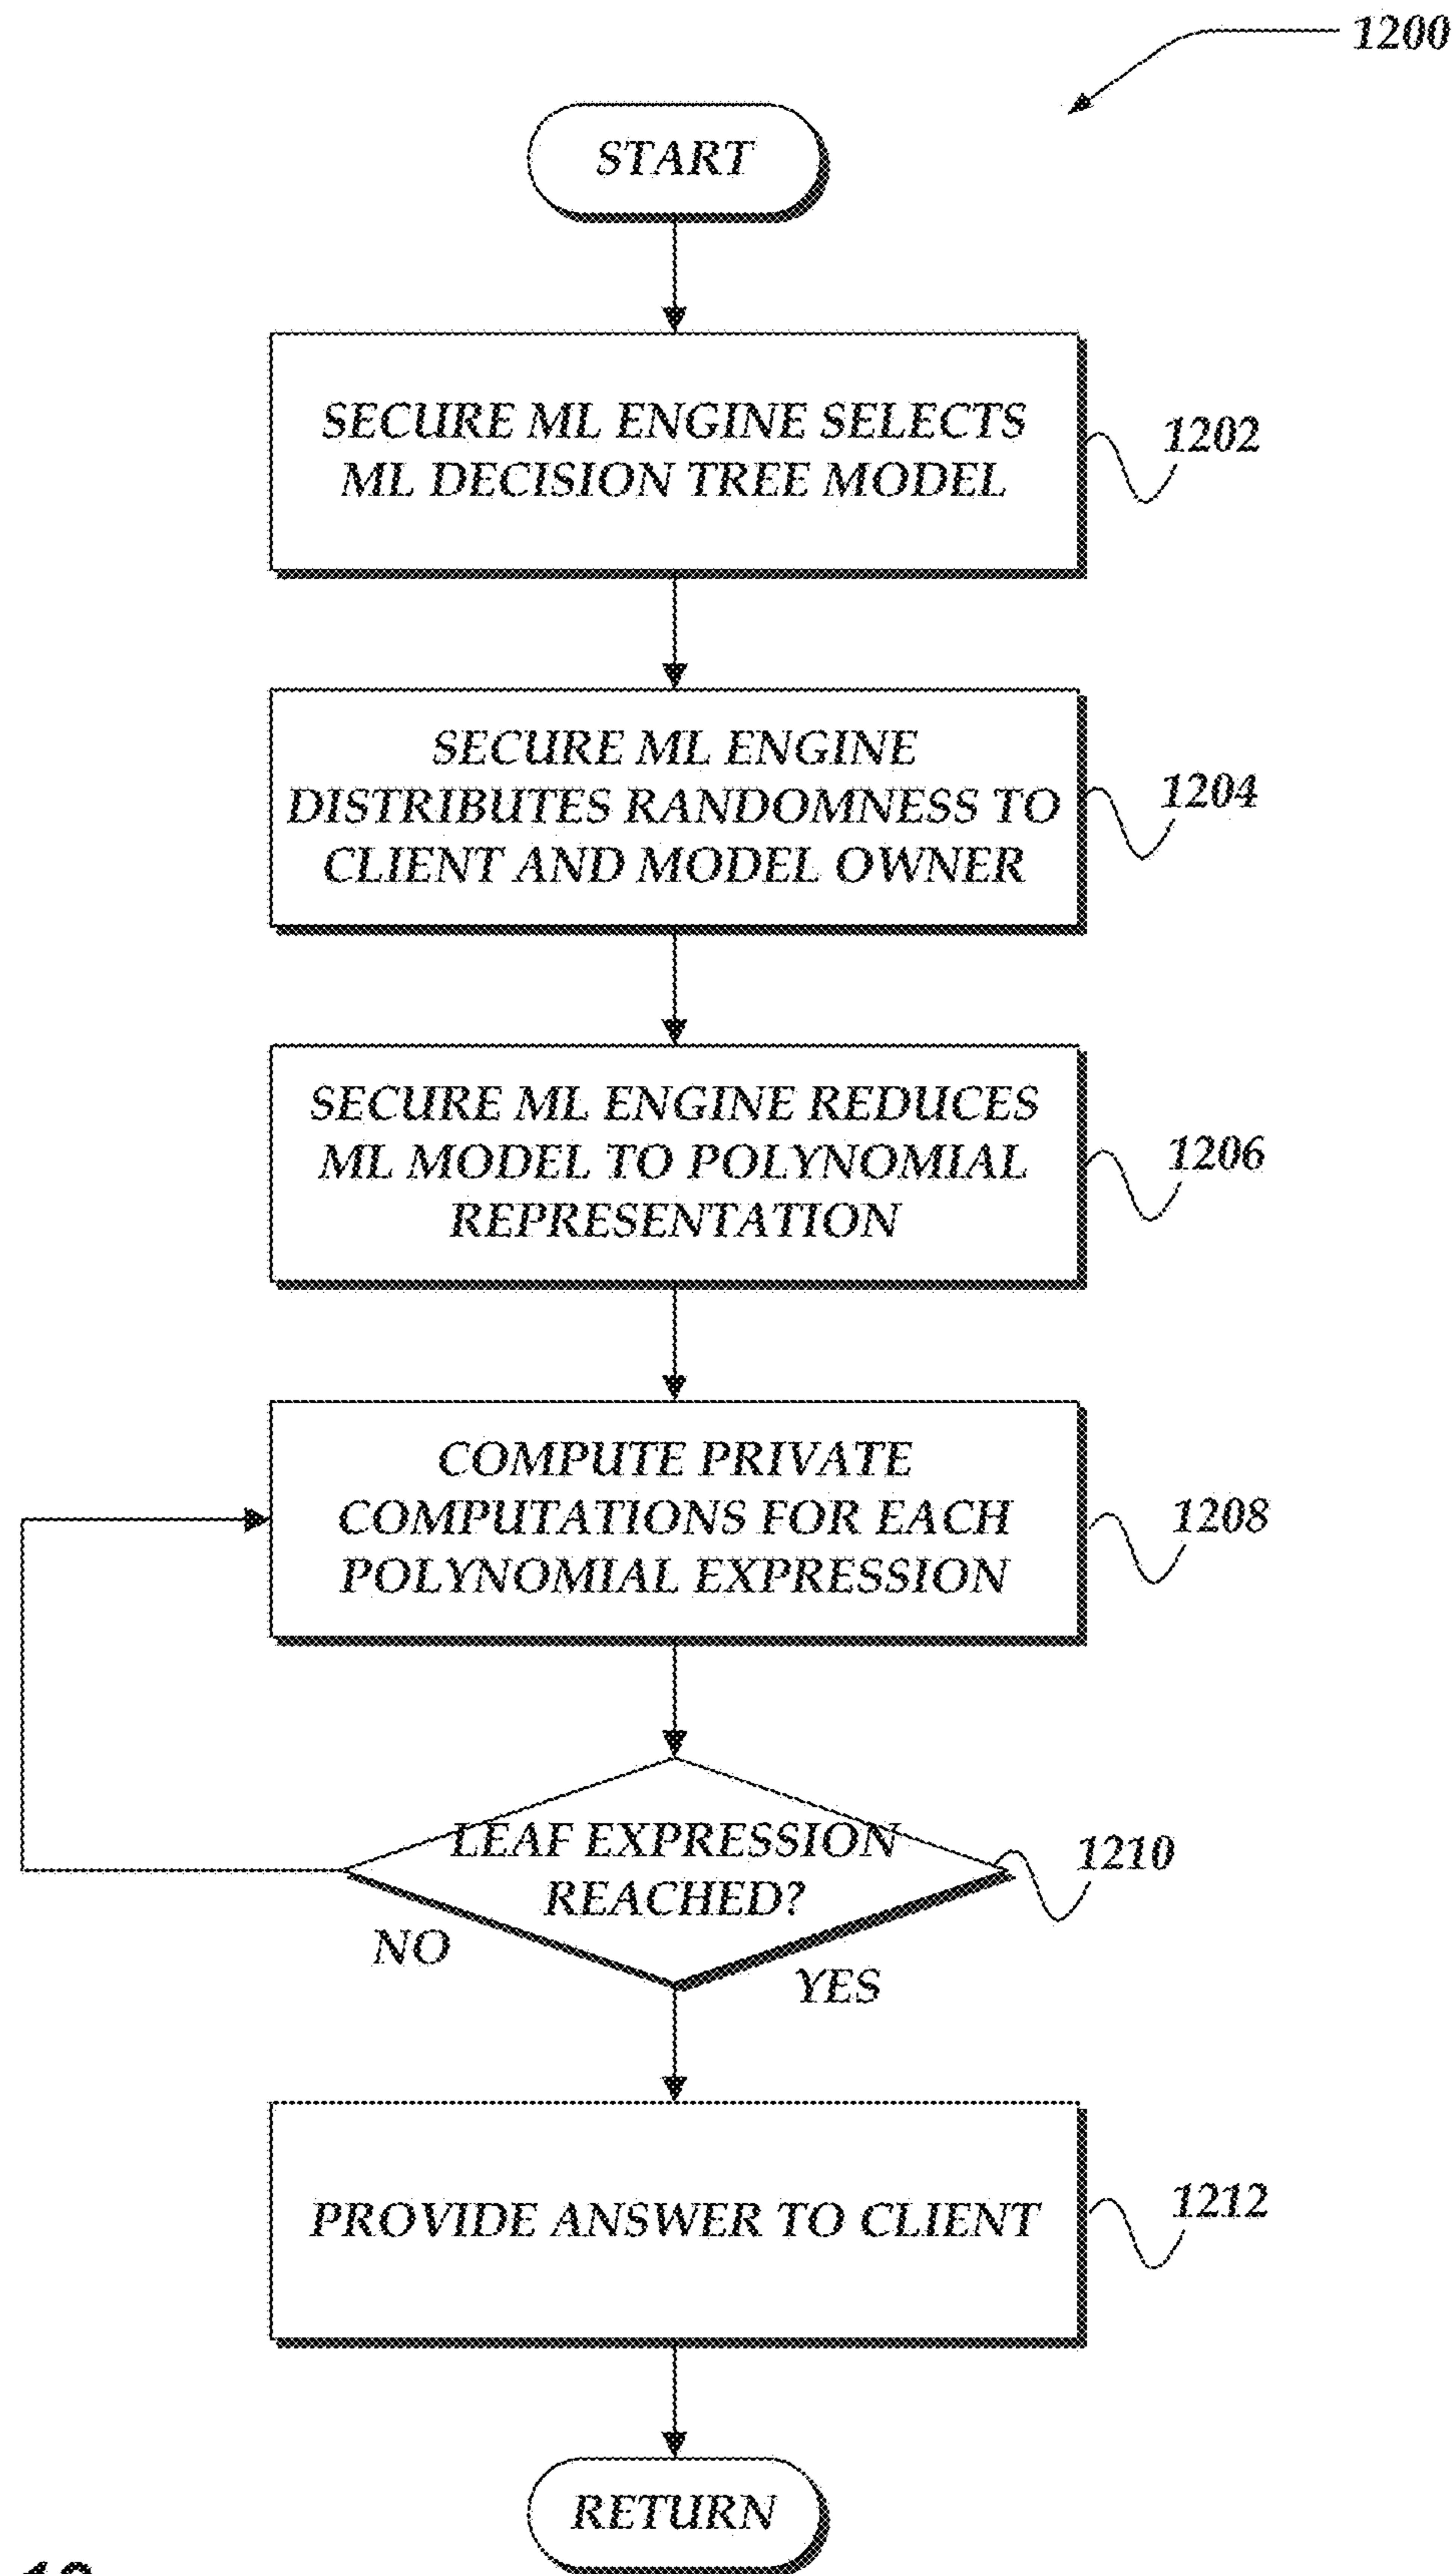 1200
START
SECURE ML ENGINE SELECTS
ML DECISION TREE MODEL
1202
SECURE ML ENGINE
DISTRIBUTES RANDOMNESS TO
CLIENT AND MODEL OWNER
1204
SECURE ML ENGINE REDUCES
ML MODEL TO POLYNOMIAL
REPRESENTATION
1206
COMPUTE PRIVATE
COMPUTATIONS FOR EACH
POLYNOMIAL EXPRESSION
1208
LEAF EXPRESSION
REACHED?
1210
NO
YES
PROVIDE ANSWER TO CLIENT
1212
RETURN